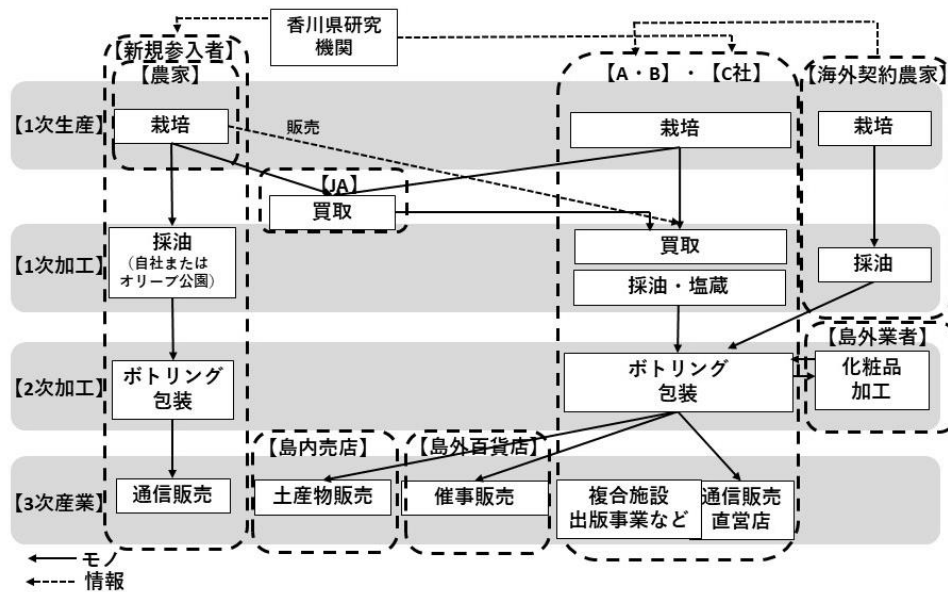 香川県研究
機関
【新規参入者】
【農家】
【A・B】・【C社】
【海外契約農家】
【1次生産】
栽培
販売
栽培
栽培
【JA】
買取
【1次加工】
採油
（自社または
オリーブ公園）
買取
採油・塩蔵
採油
【島外業者】
【2次加工】
ボトリング
包装
ボトリング
包装
化粧品
加工
【島内売店】
【島外百貨店】
【3次産業】
通信販売
土産物販売
催事販売
複合施設
出版事業など
通信販売
直営店
モノ
情報